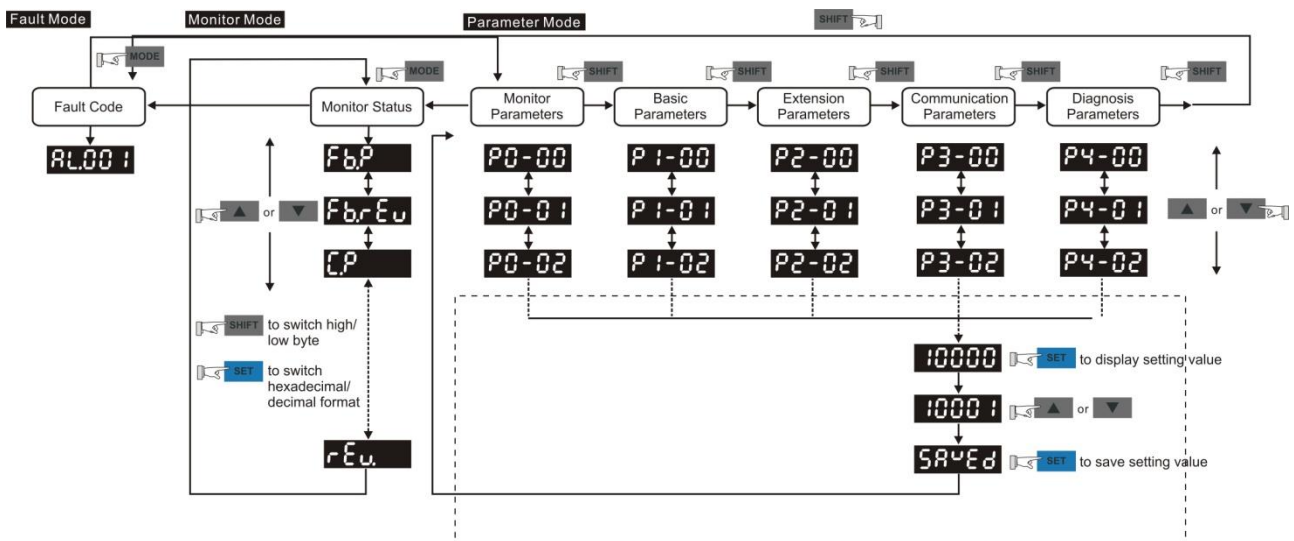 Fault Mode
Monitor Mode
Parameter Mode
SHIFT
MODE
MODE
SHIFT
SHIFT
SHIFT
SHIFT
SHIFT
Fault Code
Monitor Status
Monitor
Parameters
Basic
Parameters
Extension
Parameters
Communication
Parameters
Diagnosis
Parameters
AL.001
Fb.P
P0-00
P1-00
P2-00
P3-00
P4-00
or
Fb.rEu
P0-01
P1-01
P2-01
P3-01
P4-01
or
C.P
P0-02
P1-02
P2-02
P3-02
P4-02
SHIFT to switch high/
low byte
SET to switch
hexadecimal/
decimal format
10000 SET to display setting value
10001 or
rEu.
SAvEd SET to save setting value